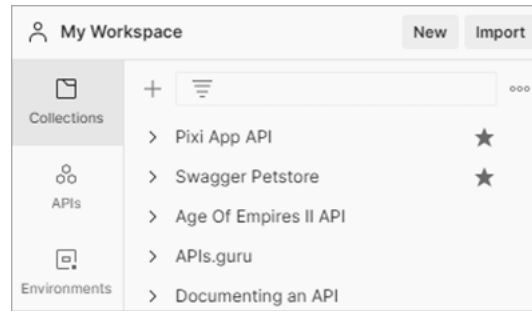 My Workspace
New
Import
Collections
APIs
Environments
Pixi App API
Swagger Petstore
Age Of Empires II API
APIs.guru
Documenting an API